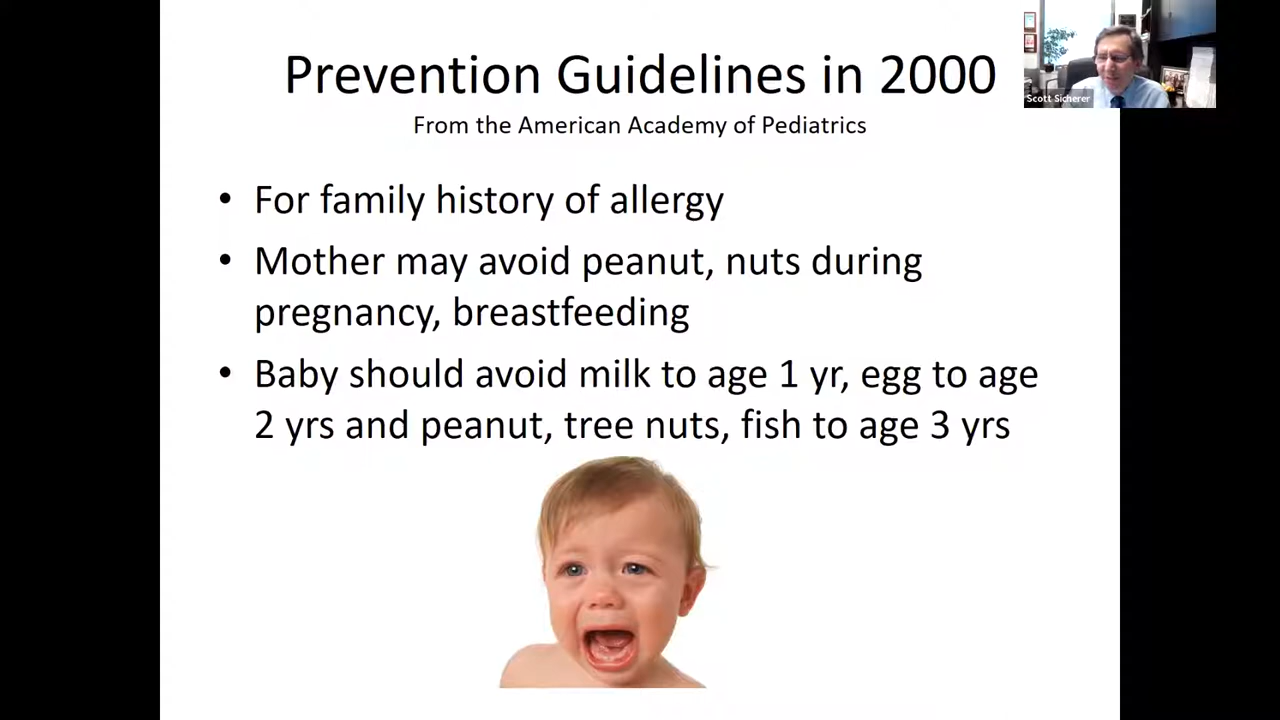 Prevention Guidelines in 2000
From the American Academy of Pediatrics
Scott Sicherer
• For family history of allergy
• Mother may avoid peanut, nuts during
pregnancy, breastfeeding
• Baby should avoid milk to age 1 yr, egg to age
2 yrs and peanut, tree nuts, fish to age 3 yrs